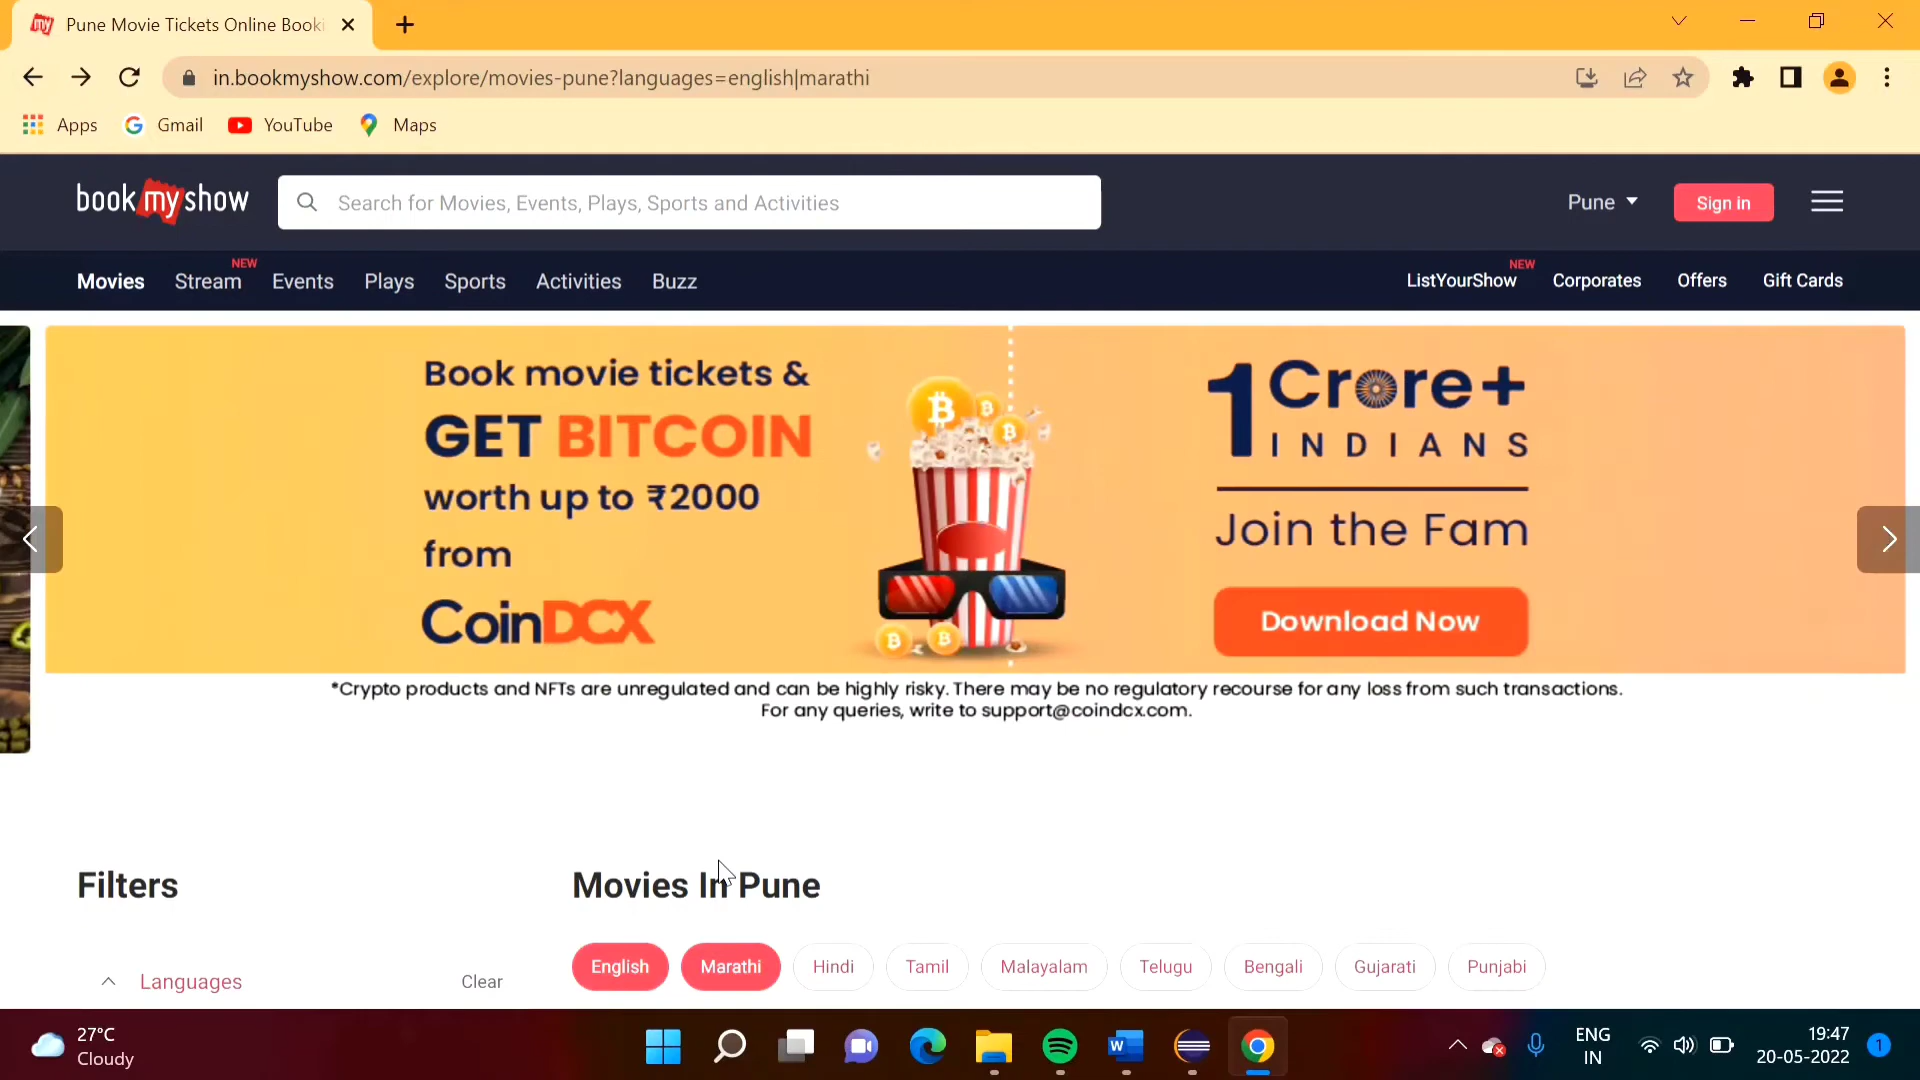 Pune Movie Tickets Online Booki
in.bookmyshow.com/explore/movies-pune?languages=english|marathi
Apps Gmail YouTube Maps
book my show
Search for Movies, Events, Plays, Sports and Activities
Pune
Sign in
Movies Stream NEW Events Plays Sports Activities Buzz
ListYourShow NEW Corporates Offers Gift Cards
Book movie tickets &
GET BITCOIN
worth up to ₹2000
from
CoinDCX
1 Crore+
INDIANS
Join the Fam
Download Now
*Crypto products and NFTs are unregulated and can be highly risky. There may be no regulatory recourse for any loss from such transactions.
For any queries, write to support@coindcx.com.
Filters
Movies In Pune
Languages Clear
English Marathi Hindi Tamil Malayalam Telugu Bengali Gujarati Punjabi
27°C
Cloudy
ENG
IN
19:47
20-05-2022
1